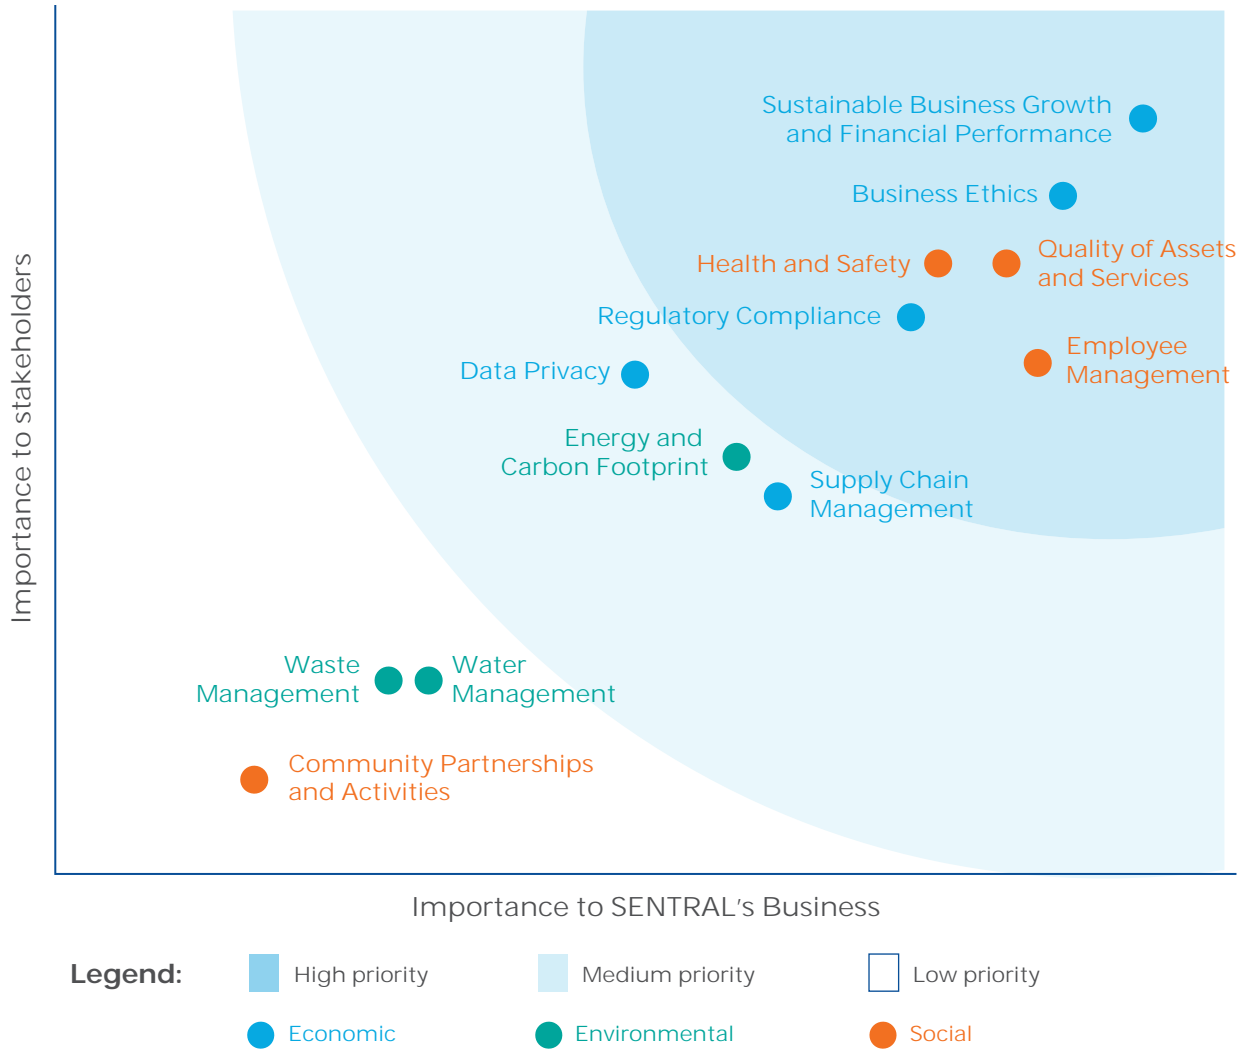 Importance to stakeholders
Sustainable Business Growth
and Financial Performance
Business Ethics
Health and Safety
Quality of Assets
and Services
Regulatory Compliance
Employee
Management
Data Privacy
Energy and
Carbon Footprint
Supply Chain
Management
Waste
Management
Water
Management
Community Partnerships
and Activities
Importance to SENTRAL's Business
Legend:
High priority
Medium priority
Low priority
Economic
Environmental
Social